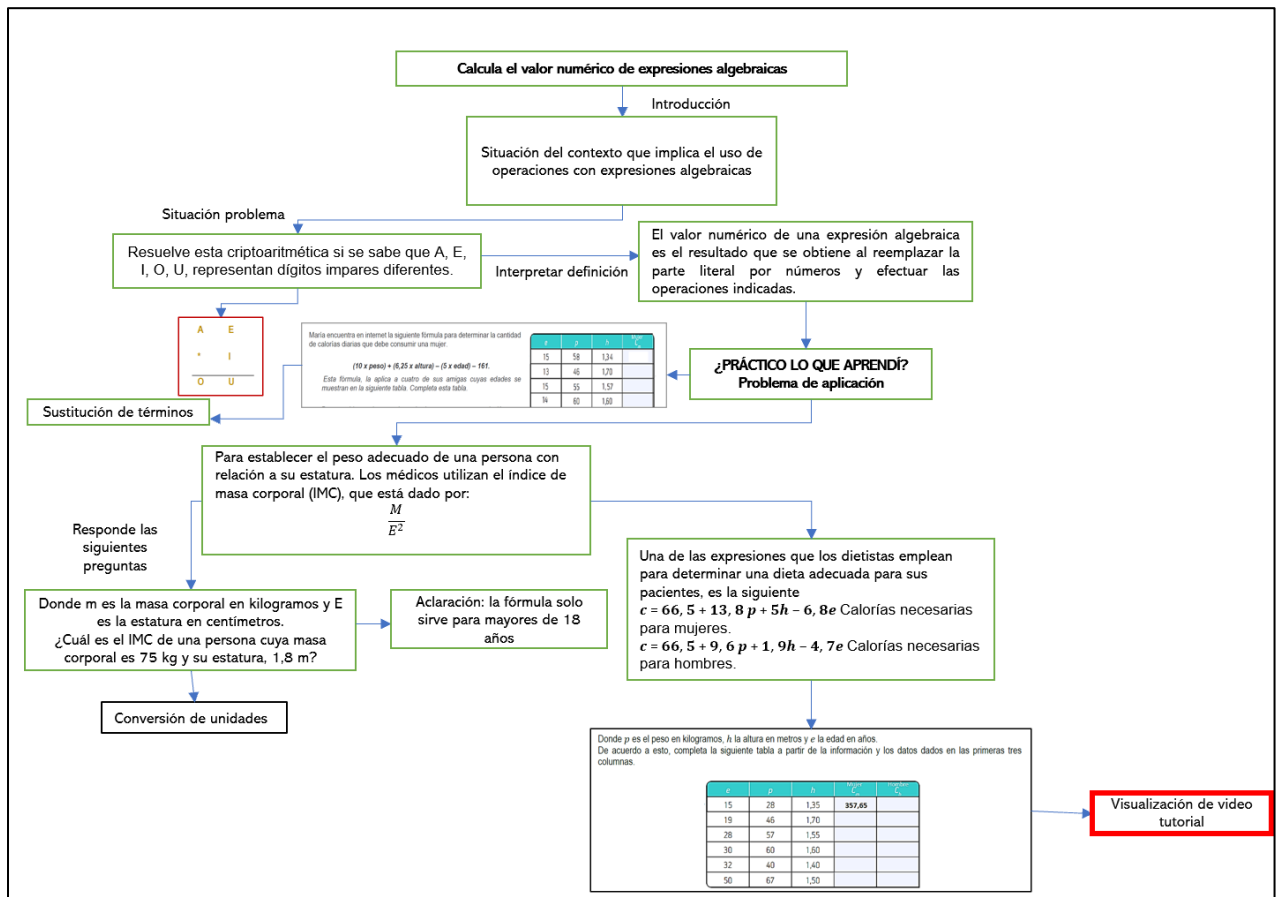 Calcula el valor numérico de expresiones algebraicas
Introducción
Situación del contexto que implica el uso de
operaciones con expresiones algebraicas
Situación problema
Resuelve esta criptoaritmética si se sabe que A, E,
I, O, U, representan dígitos impares diferentes.
Interpretar definición
El valor numérico de una expresión algebraica
es el resultado que se obtiene al reemplazar la
parte literal por números y efectuar las
operaciones indicadas.
A E
* I
O U
María encuentra en internet la siguiente fórmula para determinar la cantidad
de calorías diarias que debe consumir una mujer.
(10 x peso) + (6,25 x altura) – (5 x edad) – 161.
Esta fórmula, la aplica a cuatro de sus amigas cuyas edades se
muestran en la siguiente tabla. Completa esta tabla.
e p h
15 58 1,34
13 46 1,70
15 55 1,57
14 60 1,60
¿PRÁCTICO LO QUE APRENDÍ?
Problema de aplicación
Sustitución de términos
Para establecer el peso adecuado de una persona con
relación a su estatura. Los médicos utilizan el índice de
masa corporal (IMC), que está dado por:
M
E²
Responde las
siguientes
preguntas
Donde m es la masa corporal en kilogramos y E
es la estatura en centímetros.
¿Cuál es el IMC de una persona cuya masa
corporal es 75 kg y su estatura, 1,8 m?
Aclaración: la fórmula solo
sirve para mayores de 18
años
Conversión de unidades
Una de las expresiones que los dietistas emplean
para determinar una dieta adecuada para sus
pacientes, es la siguiente
c = 66, 5 + 13, 8 p + 5h − 6, 8e Calorías necesarias
para mujeres.
c = 66, 5 + 9, 6 p + 1, 9h − 4, 7e Calorías necesarias
para hombres.
Donde p es el peso en kilogramos, h la altura en metros y e la edad en años.
De acuerdo a esto, completa la siguiente tabla a partir de la información y los datos dados en las primeras tres
columnas.
e p h
15 28 1,35 357,65
19 46 1,70
28 57 1,55
30 60 1,60
32 40 1,40
50 67 1,50
Visualización de video
tutorial